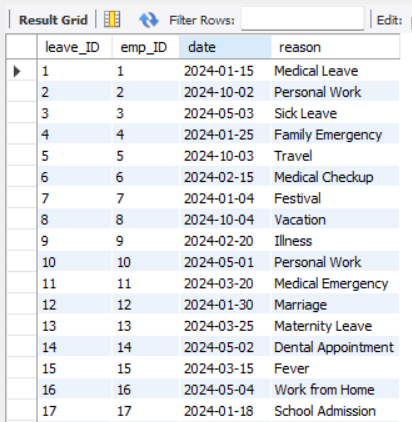 Result Grid Filter Rows: Edit:
leave_ID emp_ID date reason
1 1 2024-01-15 Medical Leave
2 2 2024-10-02 Personal Work
3 3 2024-05-03 Sick Leave
4 4 2024-01-25 Family Emergency
5 5 2024-10-03 Travel
6 6 2024-02-15 Medical Checkup
7 7 2024-01-04 Festival
8 8 2024-10-04 Vacation
9 9 2024-02-20 Illness
10 10 2024-05-01 Personal Work
11 11 2024-03-20 Medical Emergency
12 12 2024-01-30 Marriage
13 13 2024-03-25 Maternity Leave
14 14 2024-05-02 Dental Appointment
15 15 2024-03-15 Fever
16 16 2024-05-04 Work from Home
17 17 2024-01-18 School Admission